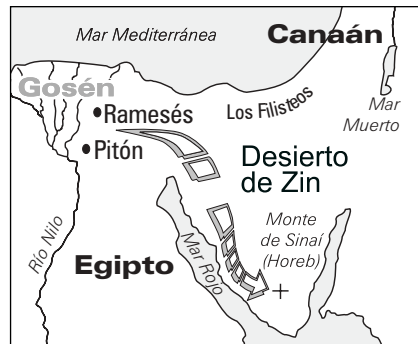 Mar Mediterránea
Canaán
Gosén
Ramesés
Los Filisteos
Mar
Muerto
Pitón
Desierto
de Zin
Monte
de Sinaí
(Horeb)
Río Nilo
Egipto
Mar Rojo